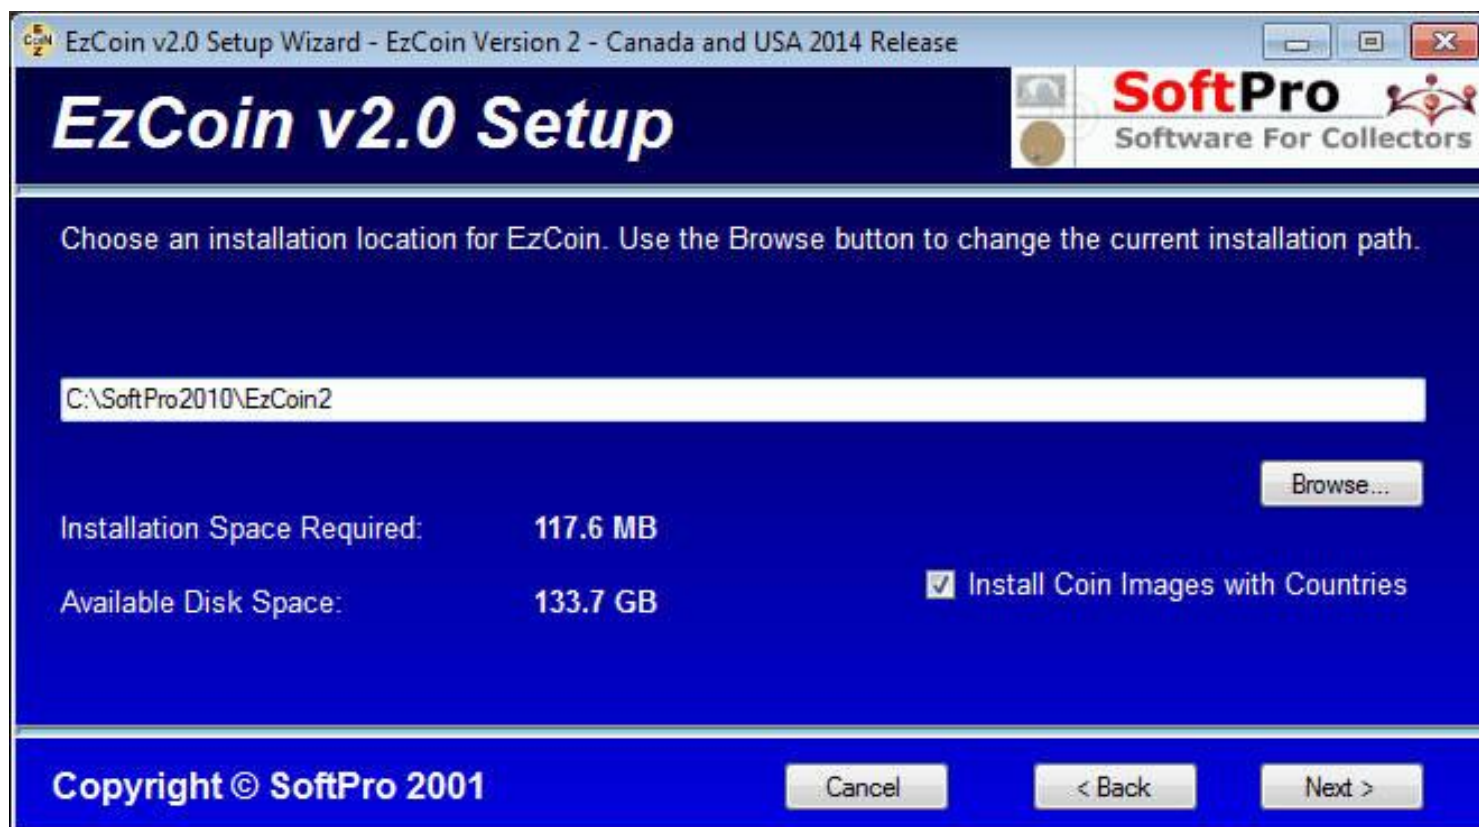 EzCoin v2.0 Setup Wizard - EzCoin Version 2 - Canada and USA 2014 Release
EzCoin v2.0 Setup
SoftPro
Software For Collectors
Choose an installation location for EzCoin. Use the Browse button to change the current installation path.
C:\SoftPro2010\EzCoin2
Browse...
Installation Space Required: 117.6 MB
Install Coin Images with Countries
Available Disk Space: 133.7 GB
Copyright © SoftPro 2001
Cancel
< Back
Next >